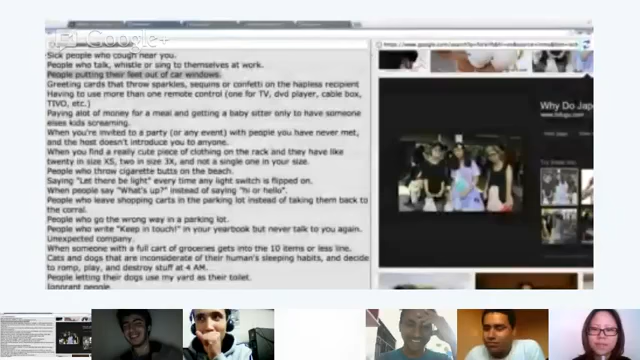 Google+
Sick people who cough near you.
People who talk, whistle or sing to themselves at work.
People putting their feet out of car windows.
Greeting cards that throw sparkles, sequins or confetti on the hapless recipient
Having to use more than one remote control (one for TV, dvd player, cable box,
TIVO, etc.)
Paying alot of money for a meal and getting a baby sitter only to have someone
elses kids screaming.
When you're invited to a party (or any event) with people you have never met,
and the host doesn't introduce you to anyone.
When you find a really cute piece of clothing on the rack and they have like
twenty in size XS, two in size 3X, and not a single one in your size.
People who throw cigarette butts on the beach.
Saying "Let there be light" every time any light switch is flipped on.
When people say "What's up?" instead of saying "hi or hello".
People who leave shopping carts in the parking lot instead of taking them back to
the corral.
People who go the wrong way in a parking lot.
People who write "Keep in touch!" in your yearbook but never talk to you again.
Unexpected company.
When someone with a full cart of groceries gets into the 10 items or less line.
Cats and dogs that are inconsiderate of their human's sleeping habits, and decide
to romp, play, and destroy stuff at 4 AM.
People letting their dogs use my yard as their toilet.
Ignorant people.
https://www.google.com/search?
Why Do Jap